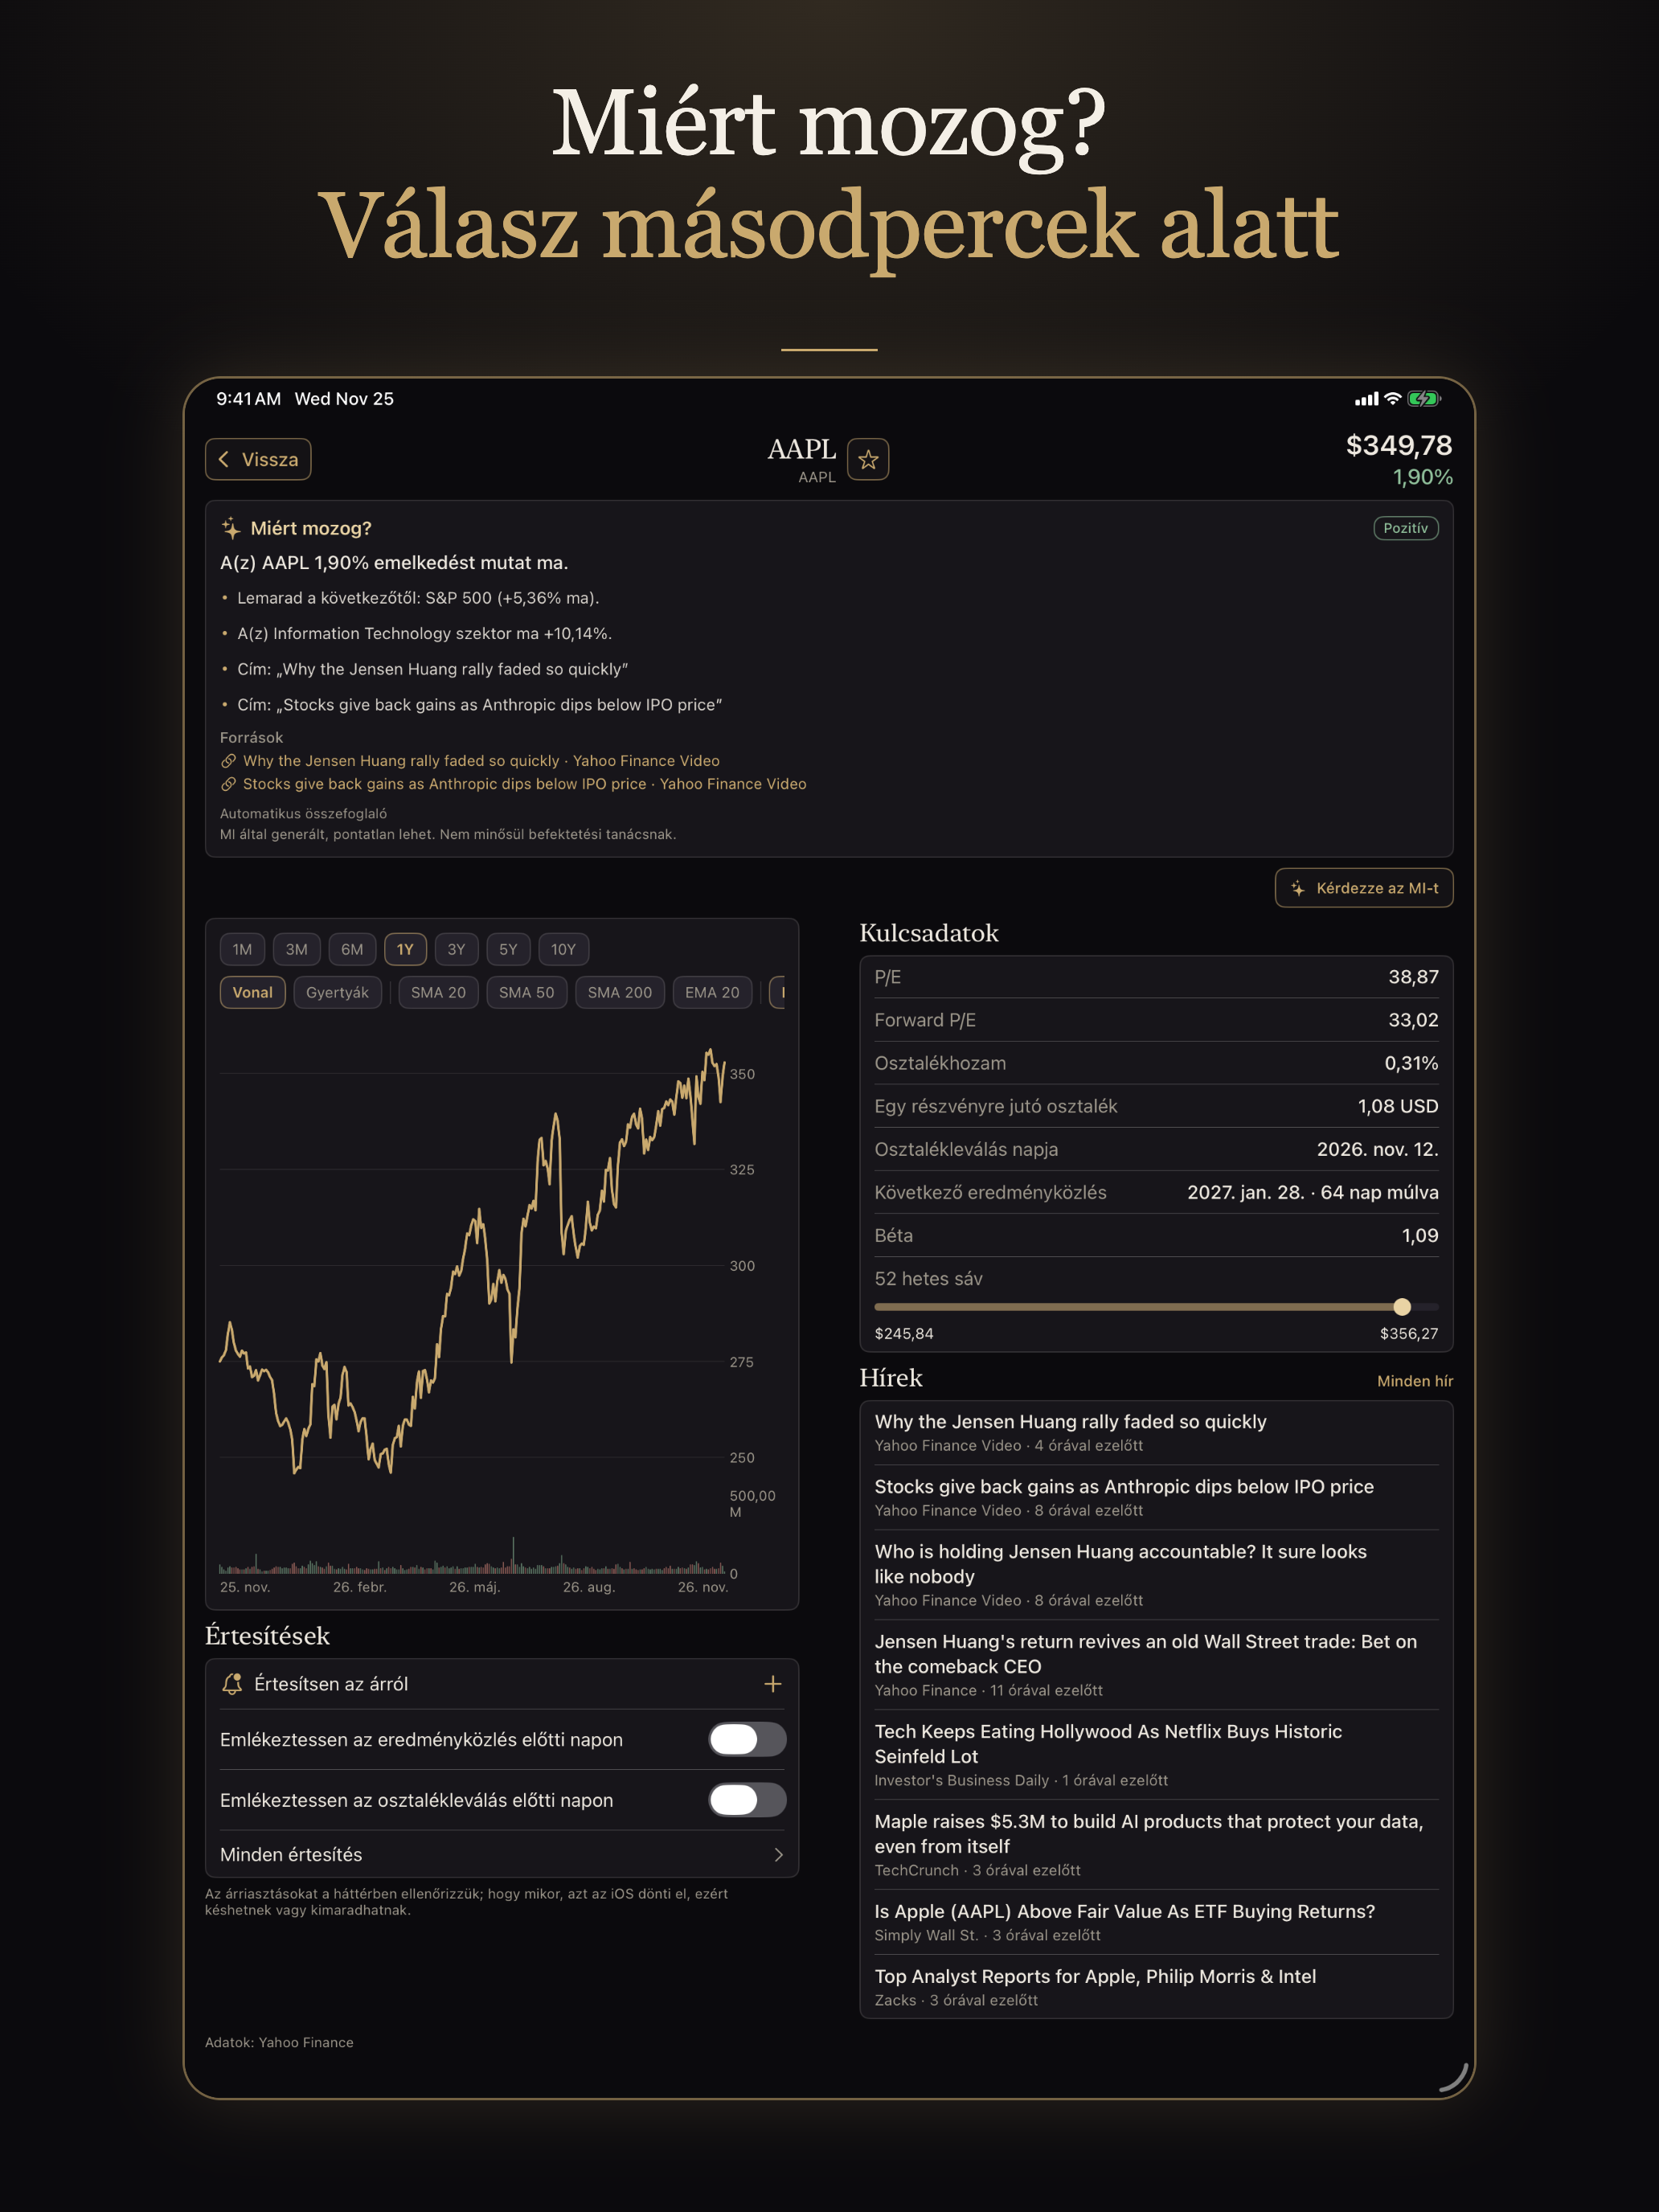 Miért mozog?
Válasz másodpercek alatt
9:41 AM Wed Nov 25
Vissza
AAPL
AAPL
$349,78
1,90%
Miért mozog?
Pozitív
A(z) AAPL 1,90% emelkedést mutat ma.
• Lemarad a következőtől: S&P 500 (+5,36% ma).
• A(z) Information Technology szektor ma +10,14%.
• Cím: „Why the Jensen Huang rally faded so quickly”
• Cím: „Stocks give back gains as Anthropic dips below IPO price”
Források
Why the Jensen Huang rally faded so quickly · Yahoo Finance Video
Stocks give back gains as Anthropic dips below IPO price · Yahoo Finance Video
Automatikus összefoglaló
MI által generált, pontatlan lehet. Nem minősül befektetési tanácsnak.
Kérdezze az MI-t
1M 3M 6M 1Y 3Y 5Y 10Y
Vonal Gyertyák SMA 20 SMA 50 SMA 200 EMA 20
350
325
300
275
250
500,00
M
0
25. nov. 26. febr. 26. máj. 26. aug. 26. nov.
Értesítések
Értesítsen az árról
Emlékeztessen az eredményközlés előtti napon
Emlékeztessen az osztalékleválás előtti napon
Minden értesítés
Az árriasztásokat a háttérben ellenőrizzük; hogy mikor, azt az iOS dönti el, ezért
késhetnek vagy kimaradhatnak.
Kulcsadatok
P/E 38,87
Forward P/E 33,02
Osztalékhozam 0,31%
Egy részvényre jutó osztalék 1,08 USD
Osztalékleválás napja 2026. nov. 12.
Következő eredményközlés 2027. jan. 28. · 64 nap múlva
Béta 1,09
52 hetes sáv
$245,84 $356,27
Hírek
Minden hír
Why the Jensen Huang rally faded so quickly
Yahoo Finance Video · 4 órával ezelőtt
Stocks give back gains as Anthropic dips below IPO price
Yahoo Finance Video · 8 órával ezelőtt
Who is holding Jensen Huang accountable? It sure looks
like nobody
Yahoo Finance Video · 8 órával ezelőtt
Jensen Huang's return revives an old Wall Street trade: Bet on
the comeback CEO
Yahoo Finance · 11 órával ezelőtt
Tech Keeps Eating Hollywood As Netflix Buys Historic
Seinfeld Lot
Investor's Business Daily · 1 órával ezelőtt
Maple raises $5.3M to build AI products that protect your data,
even from itself
TechCrunch · 3 órával ezelőtt
Is Apple (AAPL) Above Fair Value As ETF Buying Returns?
Simply Wall St. · 3 órával ezelőtt
Top Analyst Reports for Apple, Philip Morris & Intel
Zacks · 3 órával ezelőtt
Adatok: Yahoo Finance